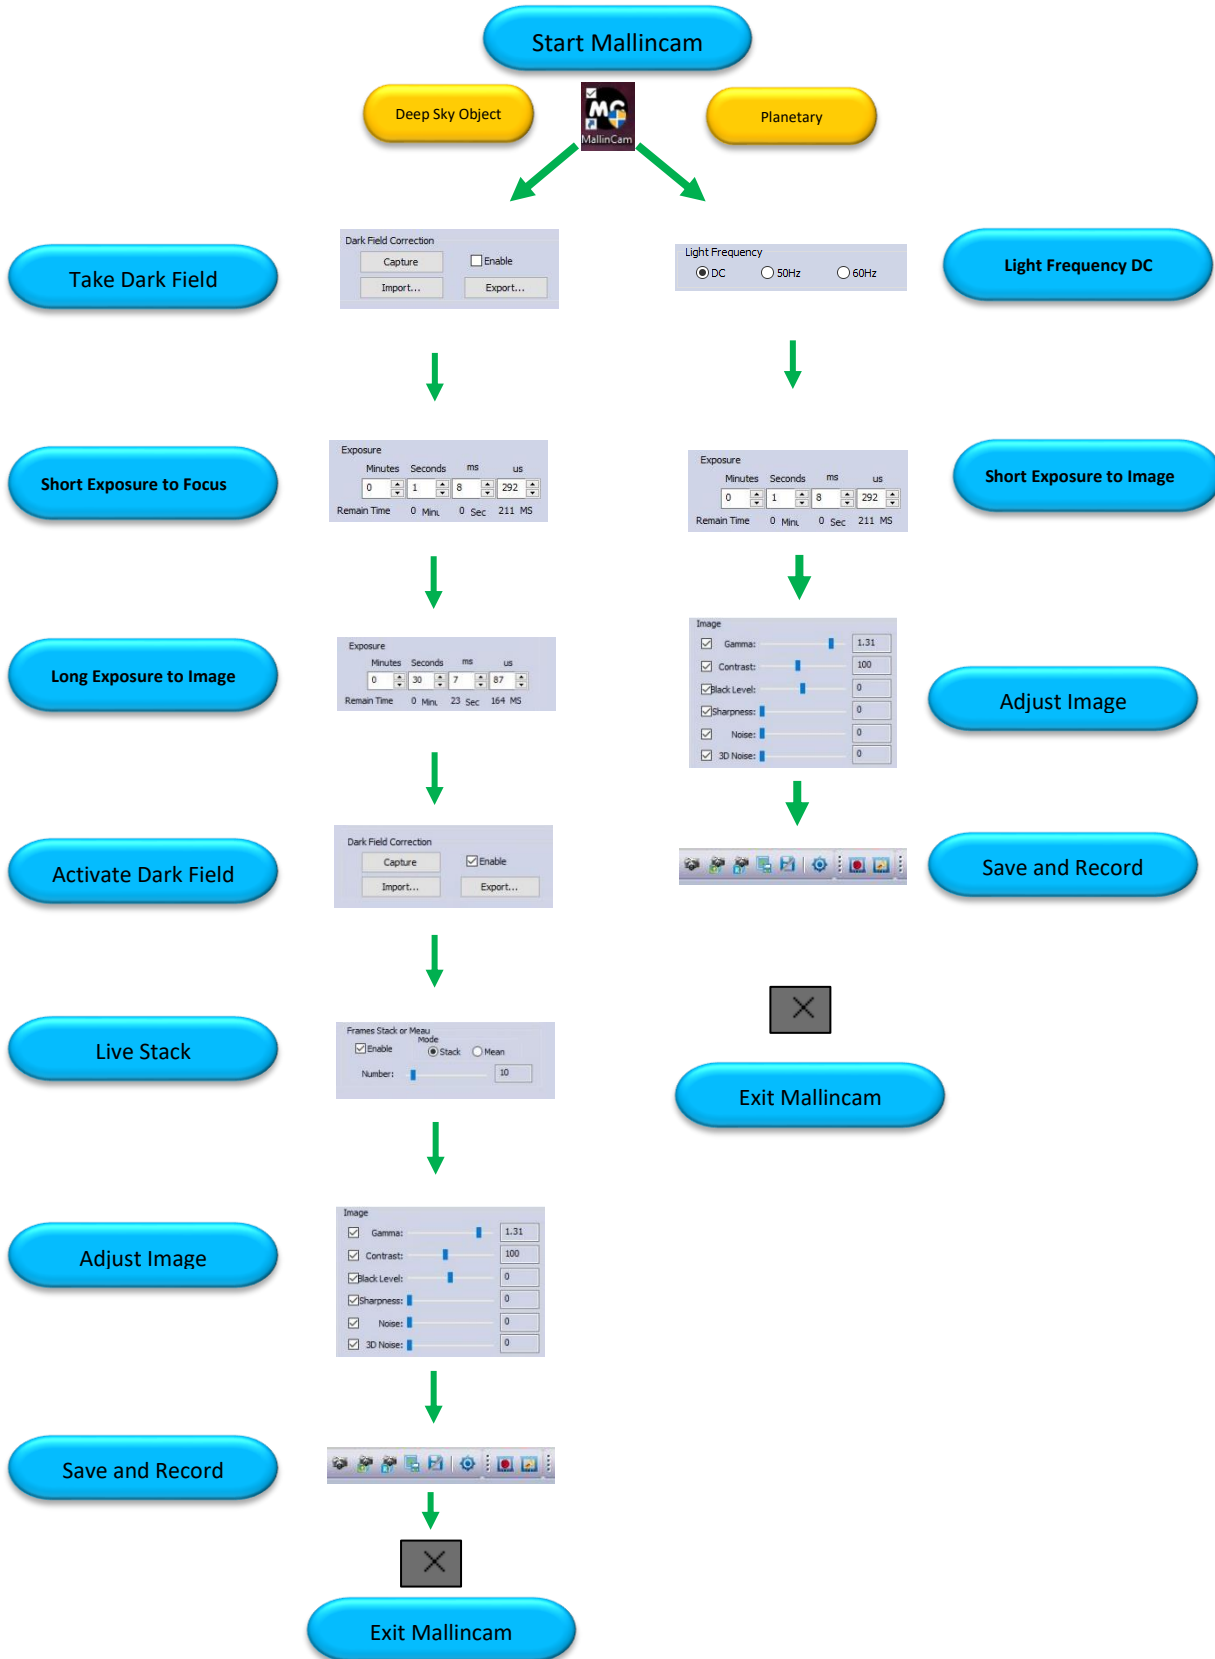 Start Mallincam
Deep Sky Object
MC
MallinCam
Planetary
Take Dark Field
Dark Field Correction
Capture
Enable
Import...
Export...
Light Frequency
DC
50Hz
60Hz
Light Frequency DC
Short Exposure to Focus
Exposure
Minutes Seconds ms us
0 1 8 292
Remain Time 0 Minu 0 Sec 211 MS
Exposure
Minutes Seconds ms us
0 1 8 292
Remain Time 0 Minu 0 Sec 211 MS
Short Exposure to Image
Long Exposure to Image
Exposure
Minutes Seconds ms us
0 30 7 87
Remain Time 0 Minu 23 Sec 164 MS
Image
Gamma: 1.31
Contrast: 100
Black Level: 0
Sharpness: 0
Noise: 0
3D Noise: 0
Adjust Image
Activate Dark Field
Dark Field Correction
Capture
Enable
Import...
Export...
Save and Record
Live Stack
Frames Stack or Meau
Mode
Enable
Stack
Mean
Number: 10
Exit Mallincam
Adjust Image
Image
Gamma: 1.31
Contrast: 100
Black Level: 0
Sharpness: 0
Noise: 0
3D Noise: 0
Save and Record
Exit Mallincam